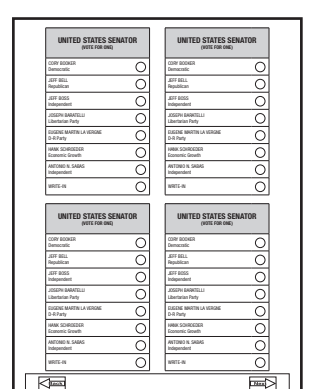 UNITED STATES SENATOR
(VOTE FOR ONE)
CORY BOOKER
Democratic
JEFF BELL
Republican
JEFF BOSS
Independent
JOSEPH BARATELLI
Libertarian Party
EUGENE MARTIN LA VERGNE
D-R Party
HANK SCHROEDER
Economic Growth
ANTONIO N. SABAS
Independent
WRITE-IN
UNITED STATES SENATOR
(VOTE FOR ONE)
CORY BOOKER
Democratic
JEFF BELL
Republican
JEFF BOSS
Independent
JOSEPH BARATELLI
Libertarian Party
EUGENE MARTIN LA VERGNE
D-R Party
HANK SCHROEDER
Economic Growth
ANTONIO N. SABAS
Independent
WRITE-IN
UNITED STATES SENATOR
(VOTE FOR ONE)
CORY BOOKER
Democratic
JEFF BELL
Republican
JEFF BOSS
Independent
JOSEPH BARATELLI
Libertarian Party
EUGENE MARTIN LA VERGNE
D-R Party
HANK SCHROEDER
Economic Growth
ANTONIO N. SABAS
Independent
WRITE-IN
UNITED STATES SENATOR
(VOTE FOR ONE)
CORY BOOKER
Democratic
JEFF BELL
Republican
JEFF BOSS
Independent
JOSEPH BARATELLI
Libertarian Party
EUGENE MARTIN LA VERGNE
D-R Party
HANK SCHROEDER
Economic Growth
ANTONIO N. SABAS
Independent
WRITE-IN